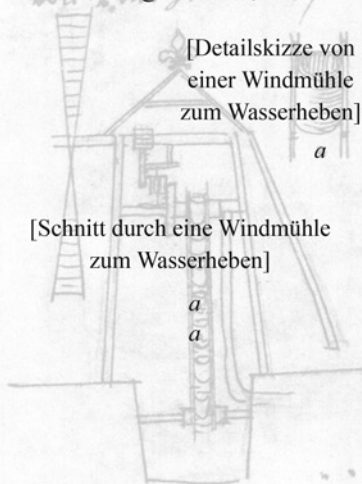 [Detailskizze von
einer Windmühle
zum Wasserheben]
a
[Schnitt durch eine Windmühle
zum Wasserheben]
a
a